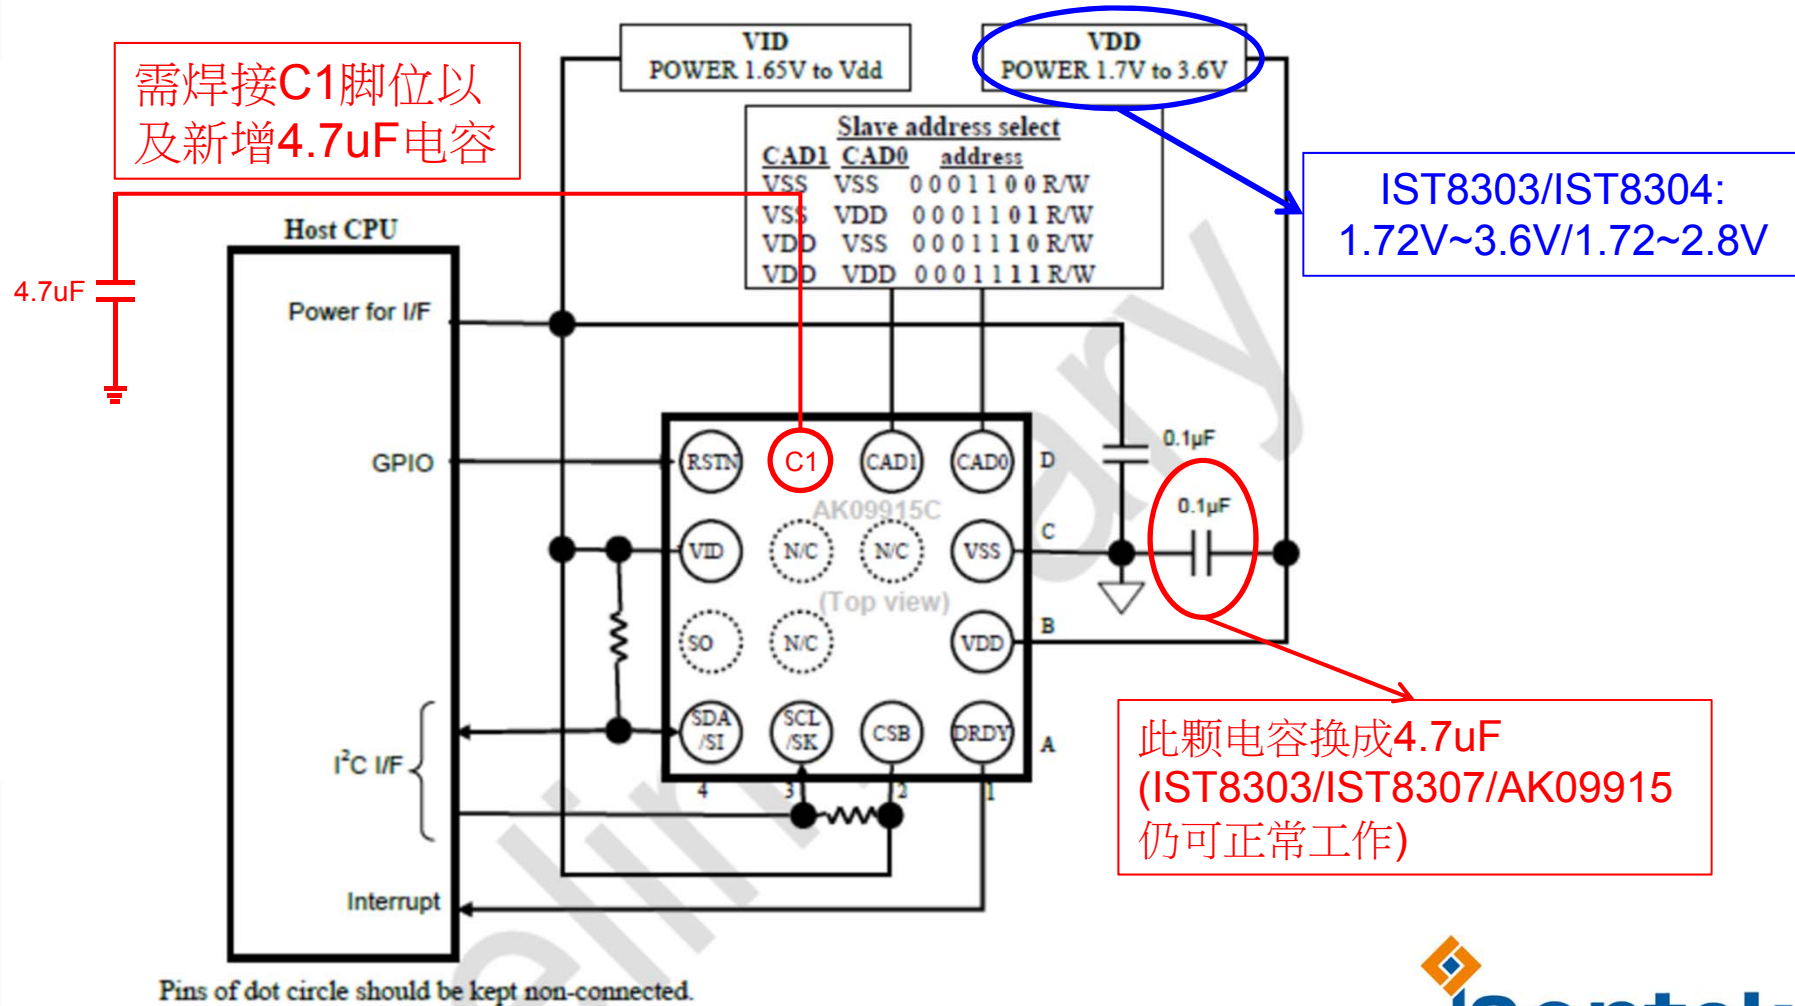 VID
POWER 1.65V to Vdd
VDD
POWER 1.7V to 3.6V
需焊接C1脚位以
及新增4.7uF电容
Slave address select
CAD1 CAD0 address
VSS VSS 0 0 0 1 1 0 0 R/W
VSS VDD 0 0 0 1 1 0 1 R/W
VDD VSS 0 0 0 1 1 1 0 R/W
VDD VDD 0 0 0 1 1 1 1 R/W
IST8303/IST8304:
1.72V~3.6V/1.72~2.8V
Host CPU
4.7uF
Power for I/F
GPIO
RSTN
C1
CAD1
CAD0
D
0.1μF
AK09915C
0.1μF
VID
N/C
N/C
VSS
C
(Top view)
SO
N/C
VDD
B
SDA
/SI
SCL
/SK
CSB
DRDY
A
I²C I/F
4
3
2
1
此颗电容换成4.7uF
(IST8303/IST8307/AK09915
仍可正常工作)
Interrupt
Pins of dot circle should be kept non-connected.